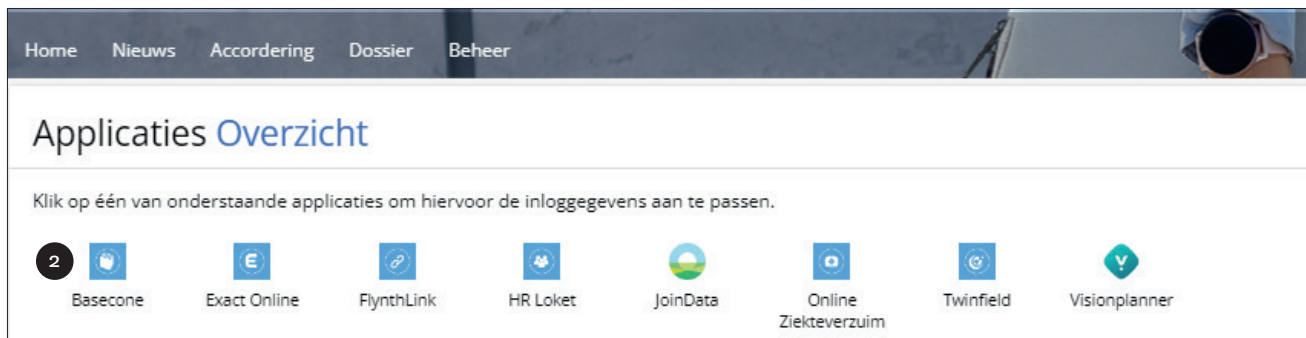 Home Nieuws Accordering Dossier Beheer
Applicaties Overzicht
Klik op één van onderstaande applicaties om hiervoor de inloggegevens aan te passen.
2
Basecone Exact Online FlynthLink HR Loket JoinData Online Twinfield Visionplanner
Ziekteverzuim